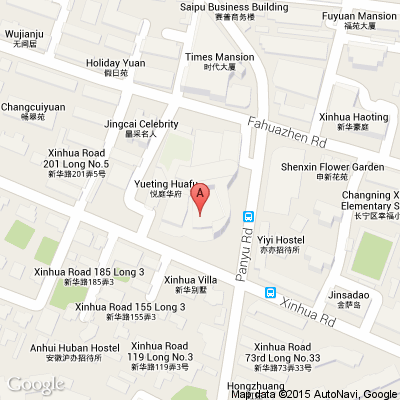 Saipu Business Building
赛普商务楼
Fuyuan Mansion
福苑大厦
Wujianju
无间居
Holiday Yuan
假日苑
Times Mansion
时代大厦
Changcuiyuan
畅翠苑
Jingcai Celebrity
晶采名人
Xinhua Haoting
新华豪庭
Fahuazhen Rd
Xinhua Road
201 Long No.5
新华路201弄5号
Shenxin Flower Garden
申新花苑
Yueting Huafu
悦庭华府
A
Changning X
Elementary S
长宁区幸福小
Panyu Rd
Yiyi Hostel
亦亦招待所
Xinhua Road 185 Long 3
新华路185弄3
Xinhua Villa
新华别墅
Jinsadao
金萨岛
Xinhua Rd
Xinhua Road 155 Long 3
新华路155弄3
Anhui Huban Hostel
安徽沪办招待所
Xinhua Road
119 Long No.3
新华路119弄3号
Xinhua Road
73rd Long No.33
新华路73弄33号
Hongzhuang
Google
Map data ©2015 AutoNavi, Google